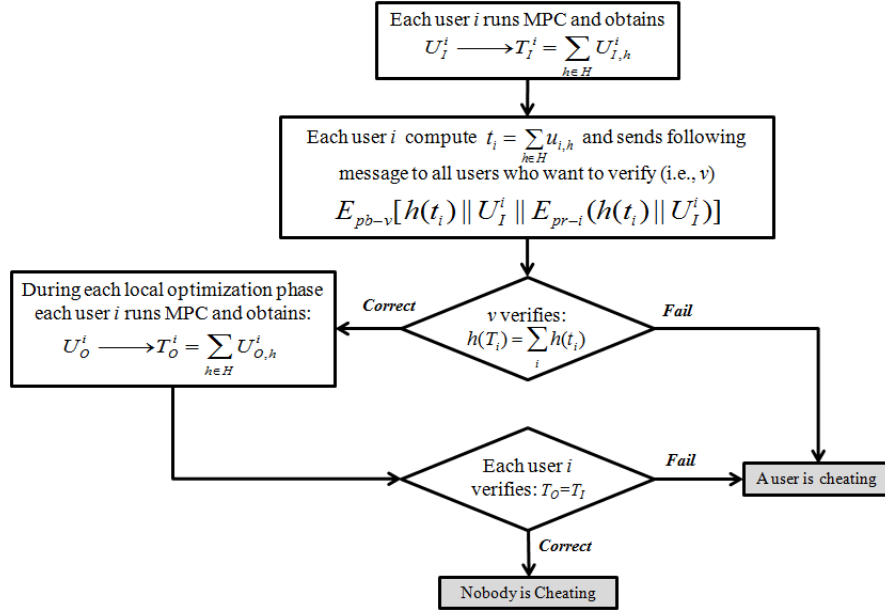 Each user i runs MPC and obtains
U_I^i ⟶ T_I^i = ∑_{h∈H} U_{I,h}^i
Each user i compute t_i = ∑_{h∈H} u_{i,h} and sends following
message to all users who want to verify (i.e., v)
E_{pb-v}[h(t_i) || U_I^i || E_{pr-i}(h(t_i) || U_I^i)]
During each local optimization phase
each user i runs MPC and obtains:
U_O^i ⟶ T_O^i = ∑_{h∈H} U_{O,h}^i
Correct
v verifies:
h(T_i) = ∑_i h(t_i)
Fail
Each user i
verifies: T_O=T_I
Fail
A user is cheating
Correct
Nobody is Cheating